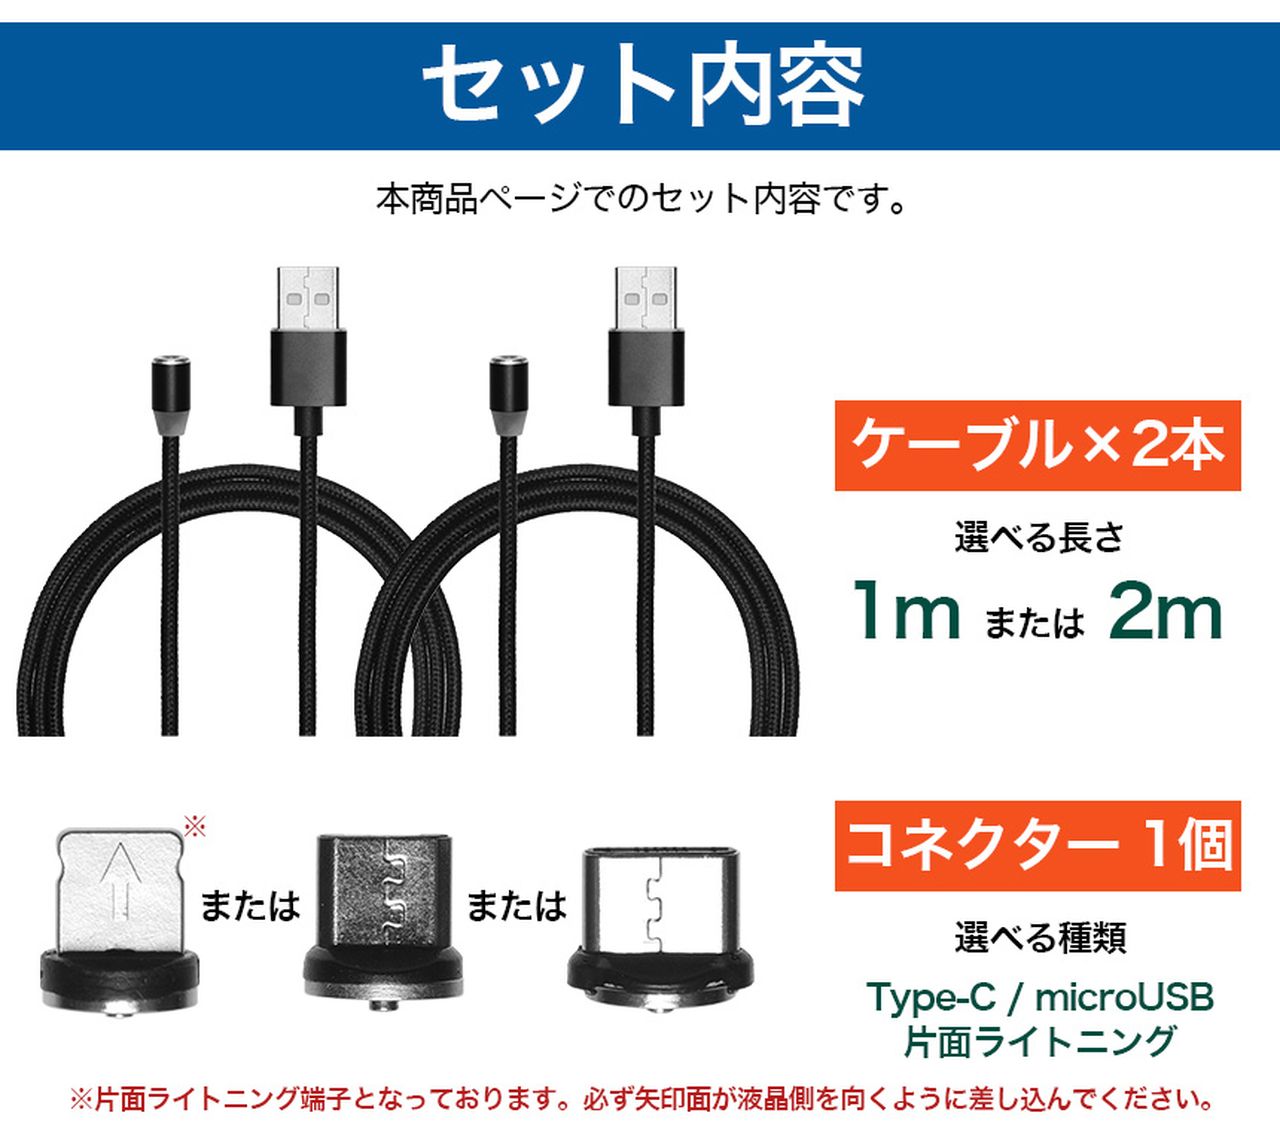 セット内容
本商品ページでのセット内容です。
ケーブル×2本
選べる長さ
1m または 2m
※
または
または
コネクター 1個
選べる種類
Type-C / microUSB
片面ライトニング
※片面ライトニング端子となっております。必ず矢印面が液晶側を向くように差し込んでください。